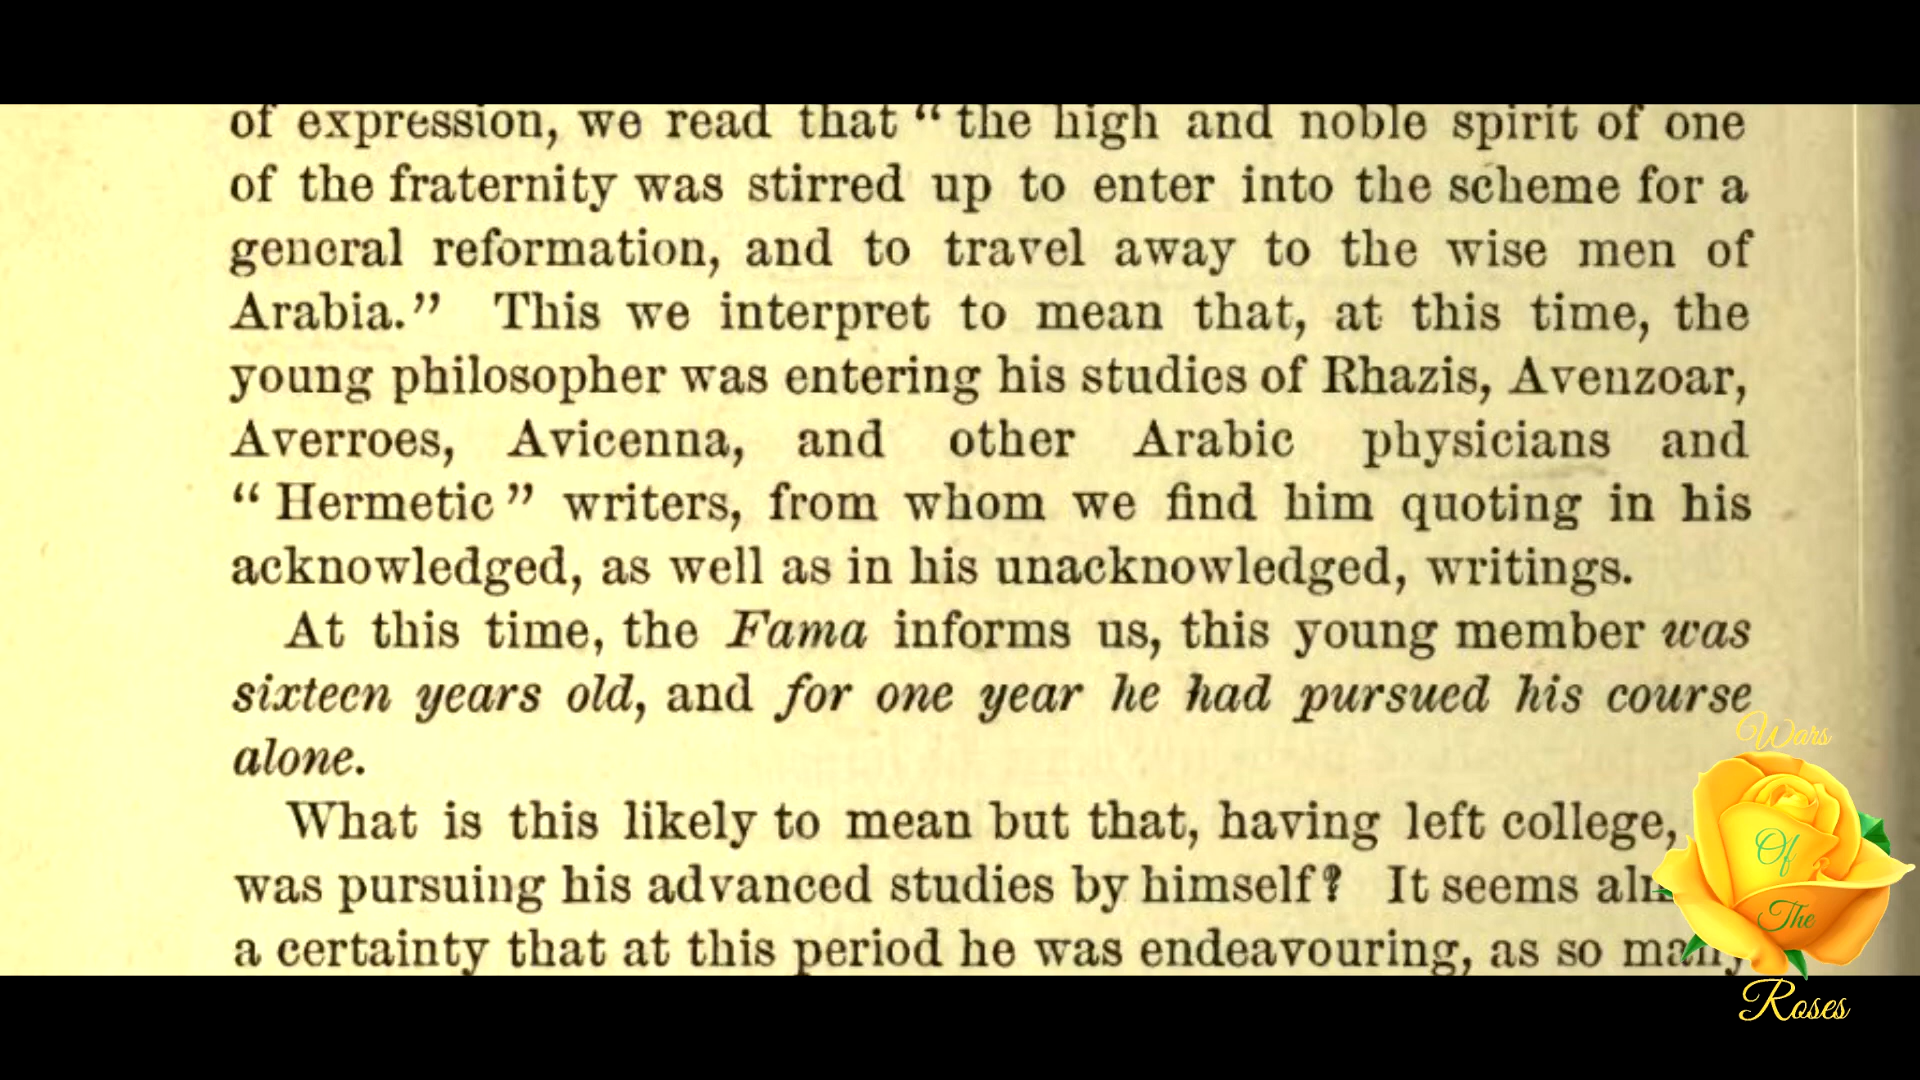 of expression, we read that “ the high and noble spirit of one
of the fraternity was stirred up to enter into the scheme for a
general reformation, and to travel away to the wise men of
Arabia.” This we interpret to mean that, at this time, the
young philosopher was entering his studies of Rhazis, Avenzoar,
Averroes, Avicenna, and other Arabic physicians and
“ Hermetic ” writers, from whom we find him quoting in his
acknowledged, as well as in his unacknowledged, writings.
At this time, the Fama informs us, this young member was
sixteen years old, and for one year he had pursued his course
alone.
What is this likely to mean but that, having left college,
was pursuing his advanced studies by himself? It seems
a certainty that at this period he was endeavouring, as so many
Wars
Of
The
Roses